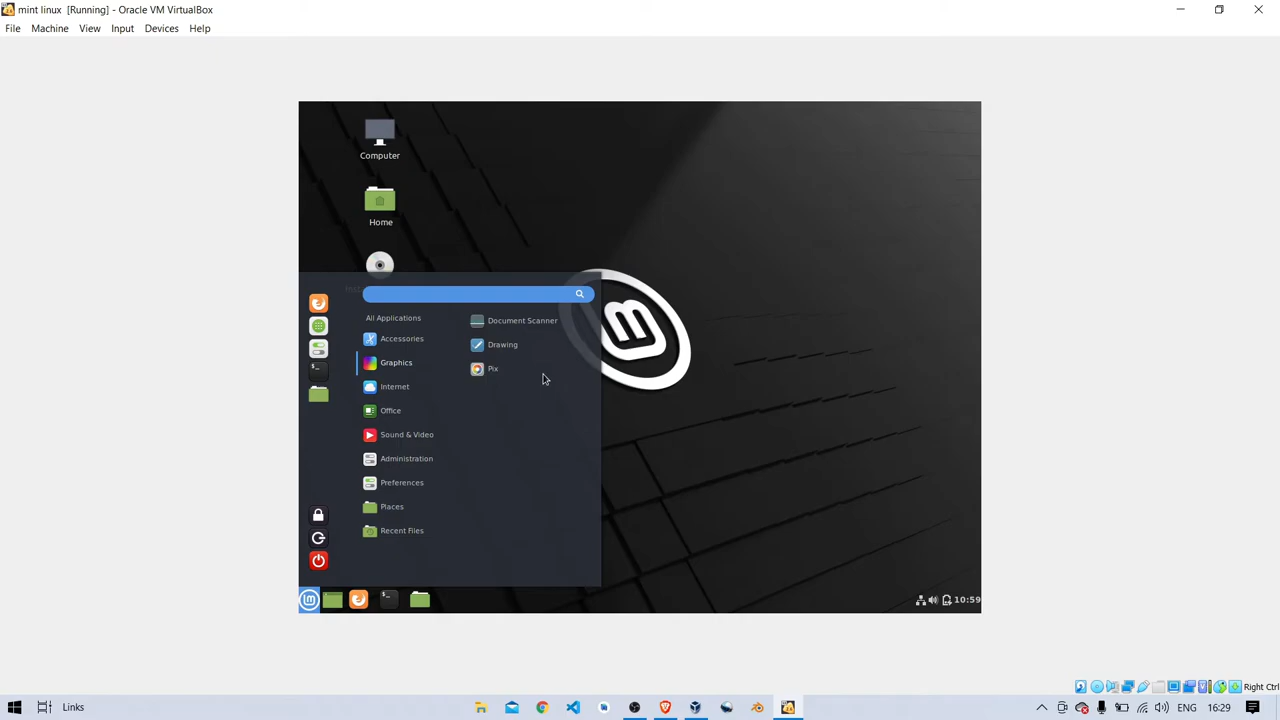 mint linux [Running] - Oracle VM VirtualBox
File Machine View Input Devices Help
Computer
Home
All Applications
Accessories
Graphics
Internet
Office
Sound & Video
Administration
Preferences
Places
Recent Files
Document Scanner
Drawing
Pix
10:59
Right Ctrl
Links
16:29